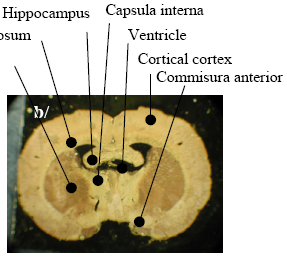 Capsula interna
Hippocampus
osum
Ventricle
Cortical cortex
Commisura anterior
b/